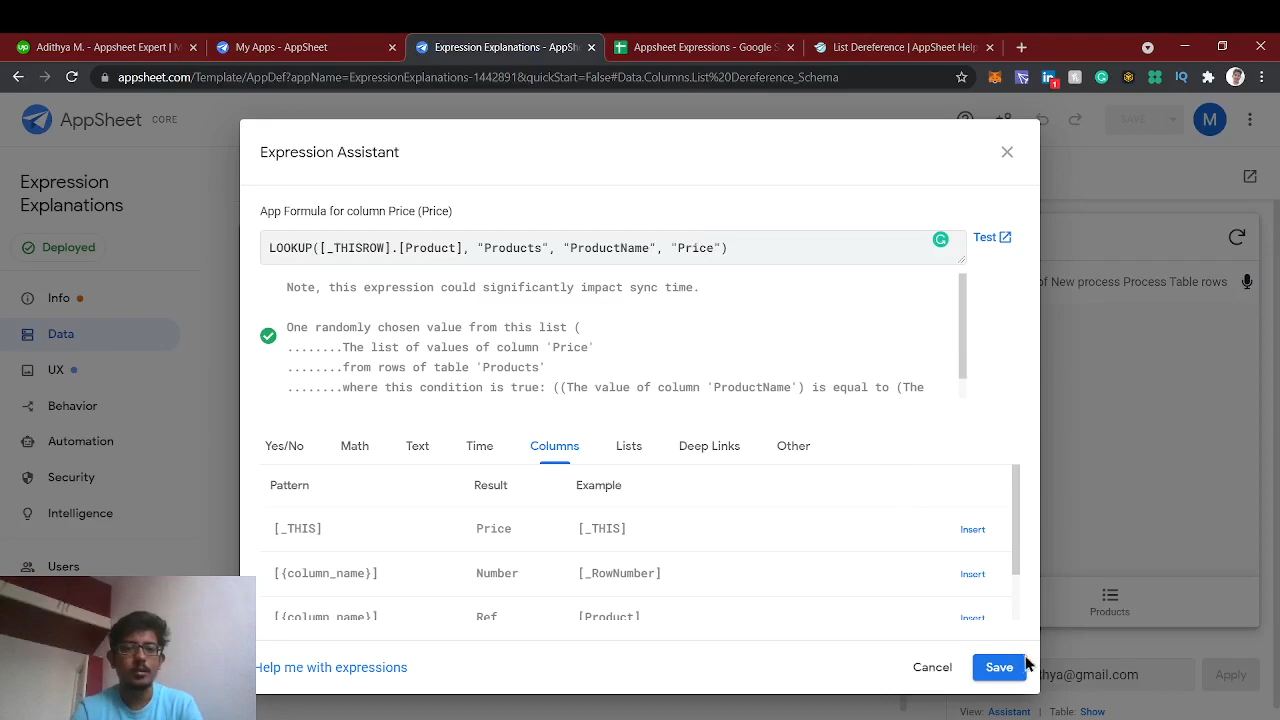 Adithya M. - AppSheet Expert | M
My Apps - AppSheet
Expression Explanations - AppSh
Appsheet Expressions - Google S
List Dereference | AppSheet Help
appsheet.com/Template/AppDef?appName=ExpressionExplanations-1442891&quickStart=False#Data.Columns.List%20Dereference_Schema
1
IQ
AppSheet CORE
SAVE
M
Expression
Explanations
Deployed
Info
Data
UX
Behavior
Automation
Security
Intelligence
Users
Expression Assistant
App Formula for column Price (Price)
LOOKUP([_THISROW].[Product], "Products", "ProductName", "Price")
Test
Note, this expression could significantly impact sync time.
One randomly chosen value from this list (
........The list of values of column 'Price'
........from rows of table 'Products'
........where this condition is true: ((The value of column 'ProductName') is equal to (The
Yes/No
Math
Text
Time
Columns
Lists
Deep Links
Other
Pattern
Result
Example
[_THIS]
Price
[_THIS]
Insert
[{column_name}]
Number
[_RowNumber]
Insert
[{column_name}]
Ref
[Product]
Insert
Help me with expressions
Cancel
Save
of New process Process Table rows
Products
dhya@gmail.com
Apply
View: Assistant | Table: Show